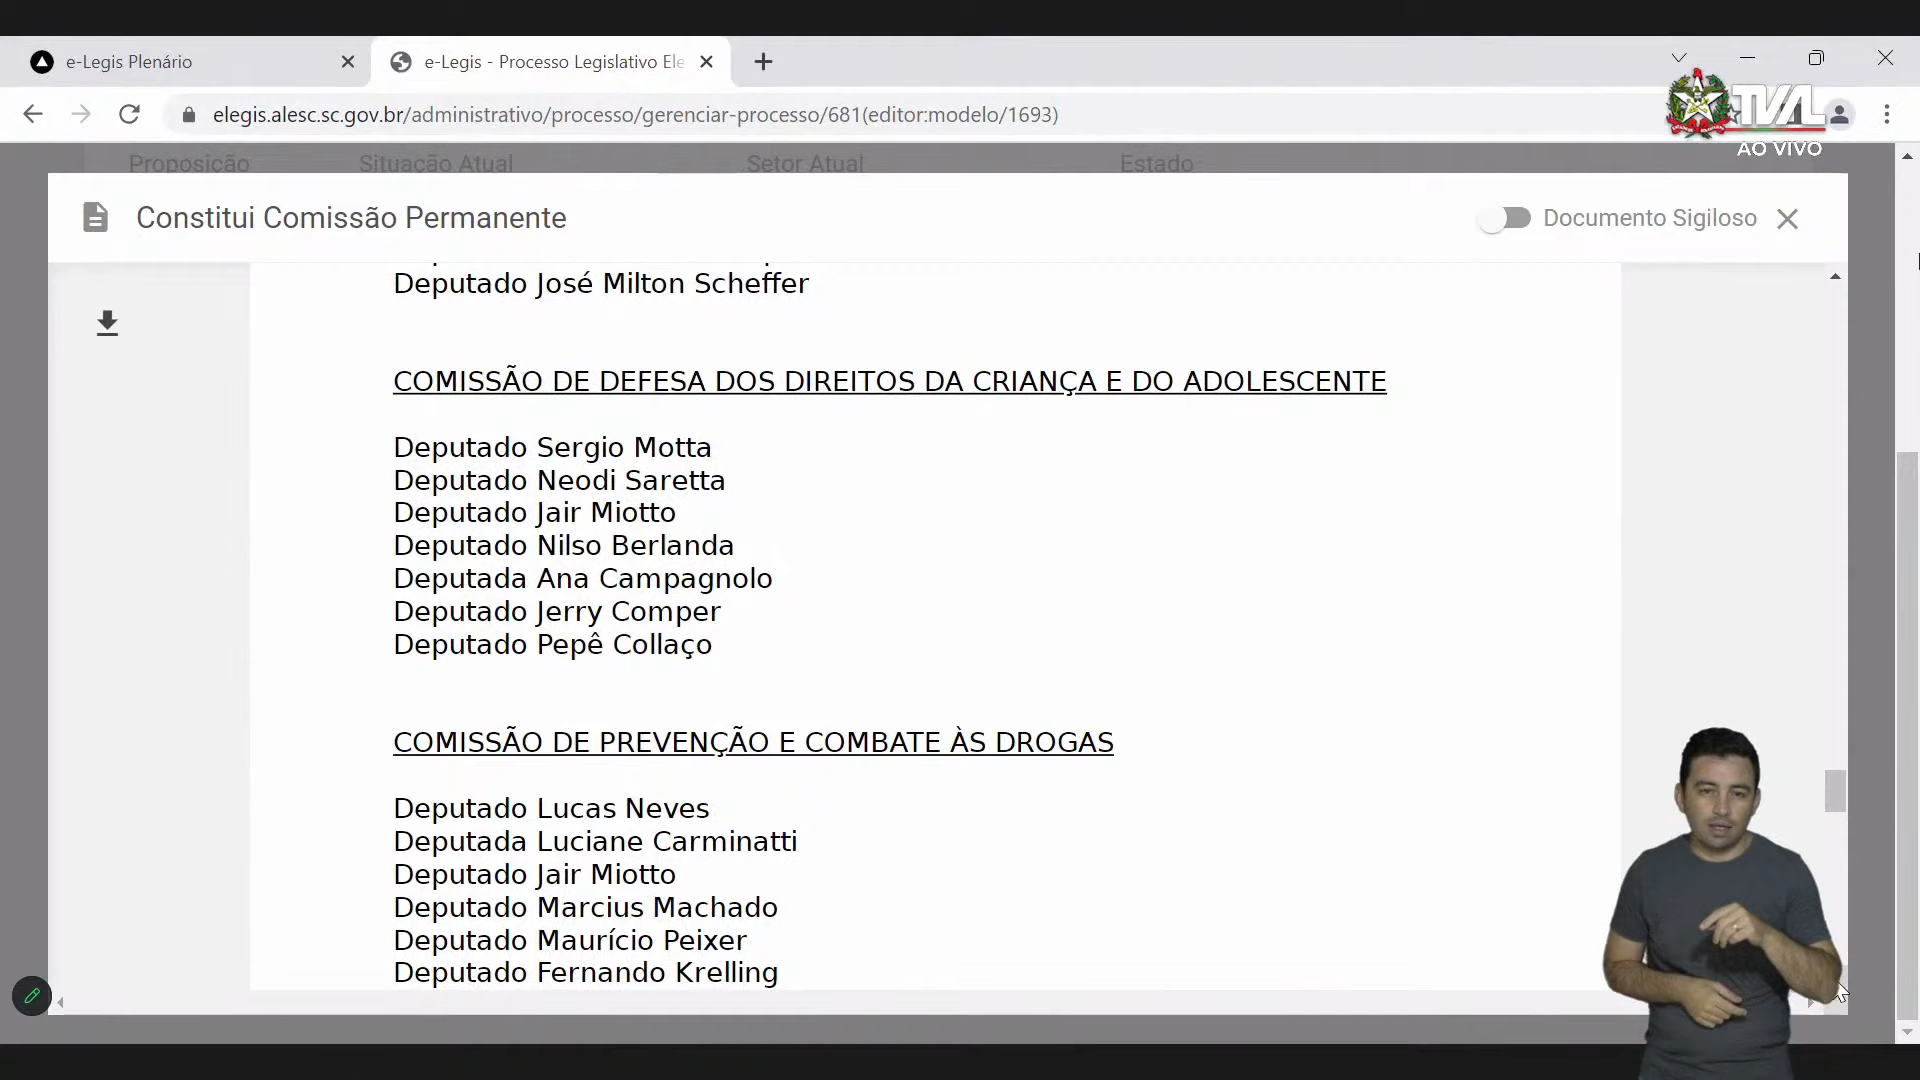 e-Legis Plenário
e-Legis - Processo Legislativo Ele
elegis.alesc.sc.gov.br/administrativo/processo/gerenciar-processo/681(editor:modelo/1693)
TVAL
AO VIVO
Proposição Situação Atual Setor Atual Estado
Constitui Comissão Permanente
Documento Sigiloso
Deputado José Milton Scheffer
COMISSÃO DE DEFESA DOS DIREITOS DA CRIANÇA E DO ADOLESCENTE
Deputado Sergio Motta
Deputado Neodi Saretta
Deputado Jair Miotto
Deputado Nilso Berlanda
Deputada Ana Campagnolo
Deputado Jerry Comper
Deputado Pepê Collaço
COMISSÃO DE PREVENÇÃO E COMBATE ÀS DROGAS
Deputado Lucas Neves
Deputada Luciane Carminatti
Deputado Jair Miotto
Deputado Marcius Machado
Deputado Maurício Peixer
Deputado Fernando Krelling